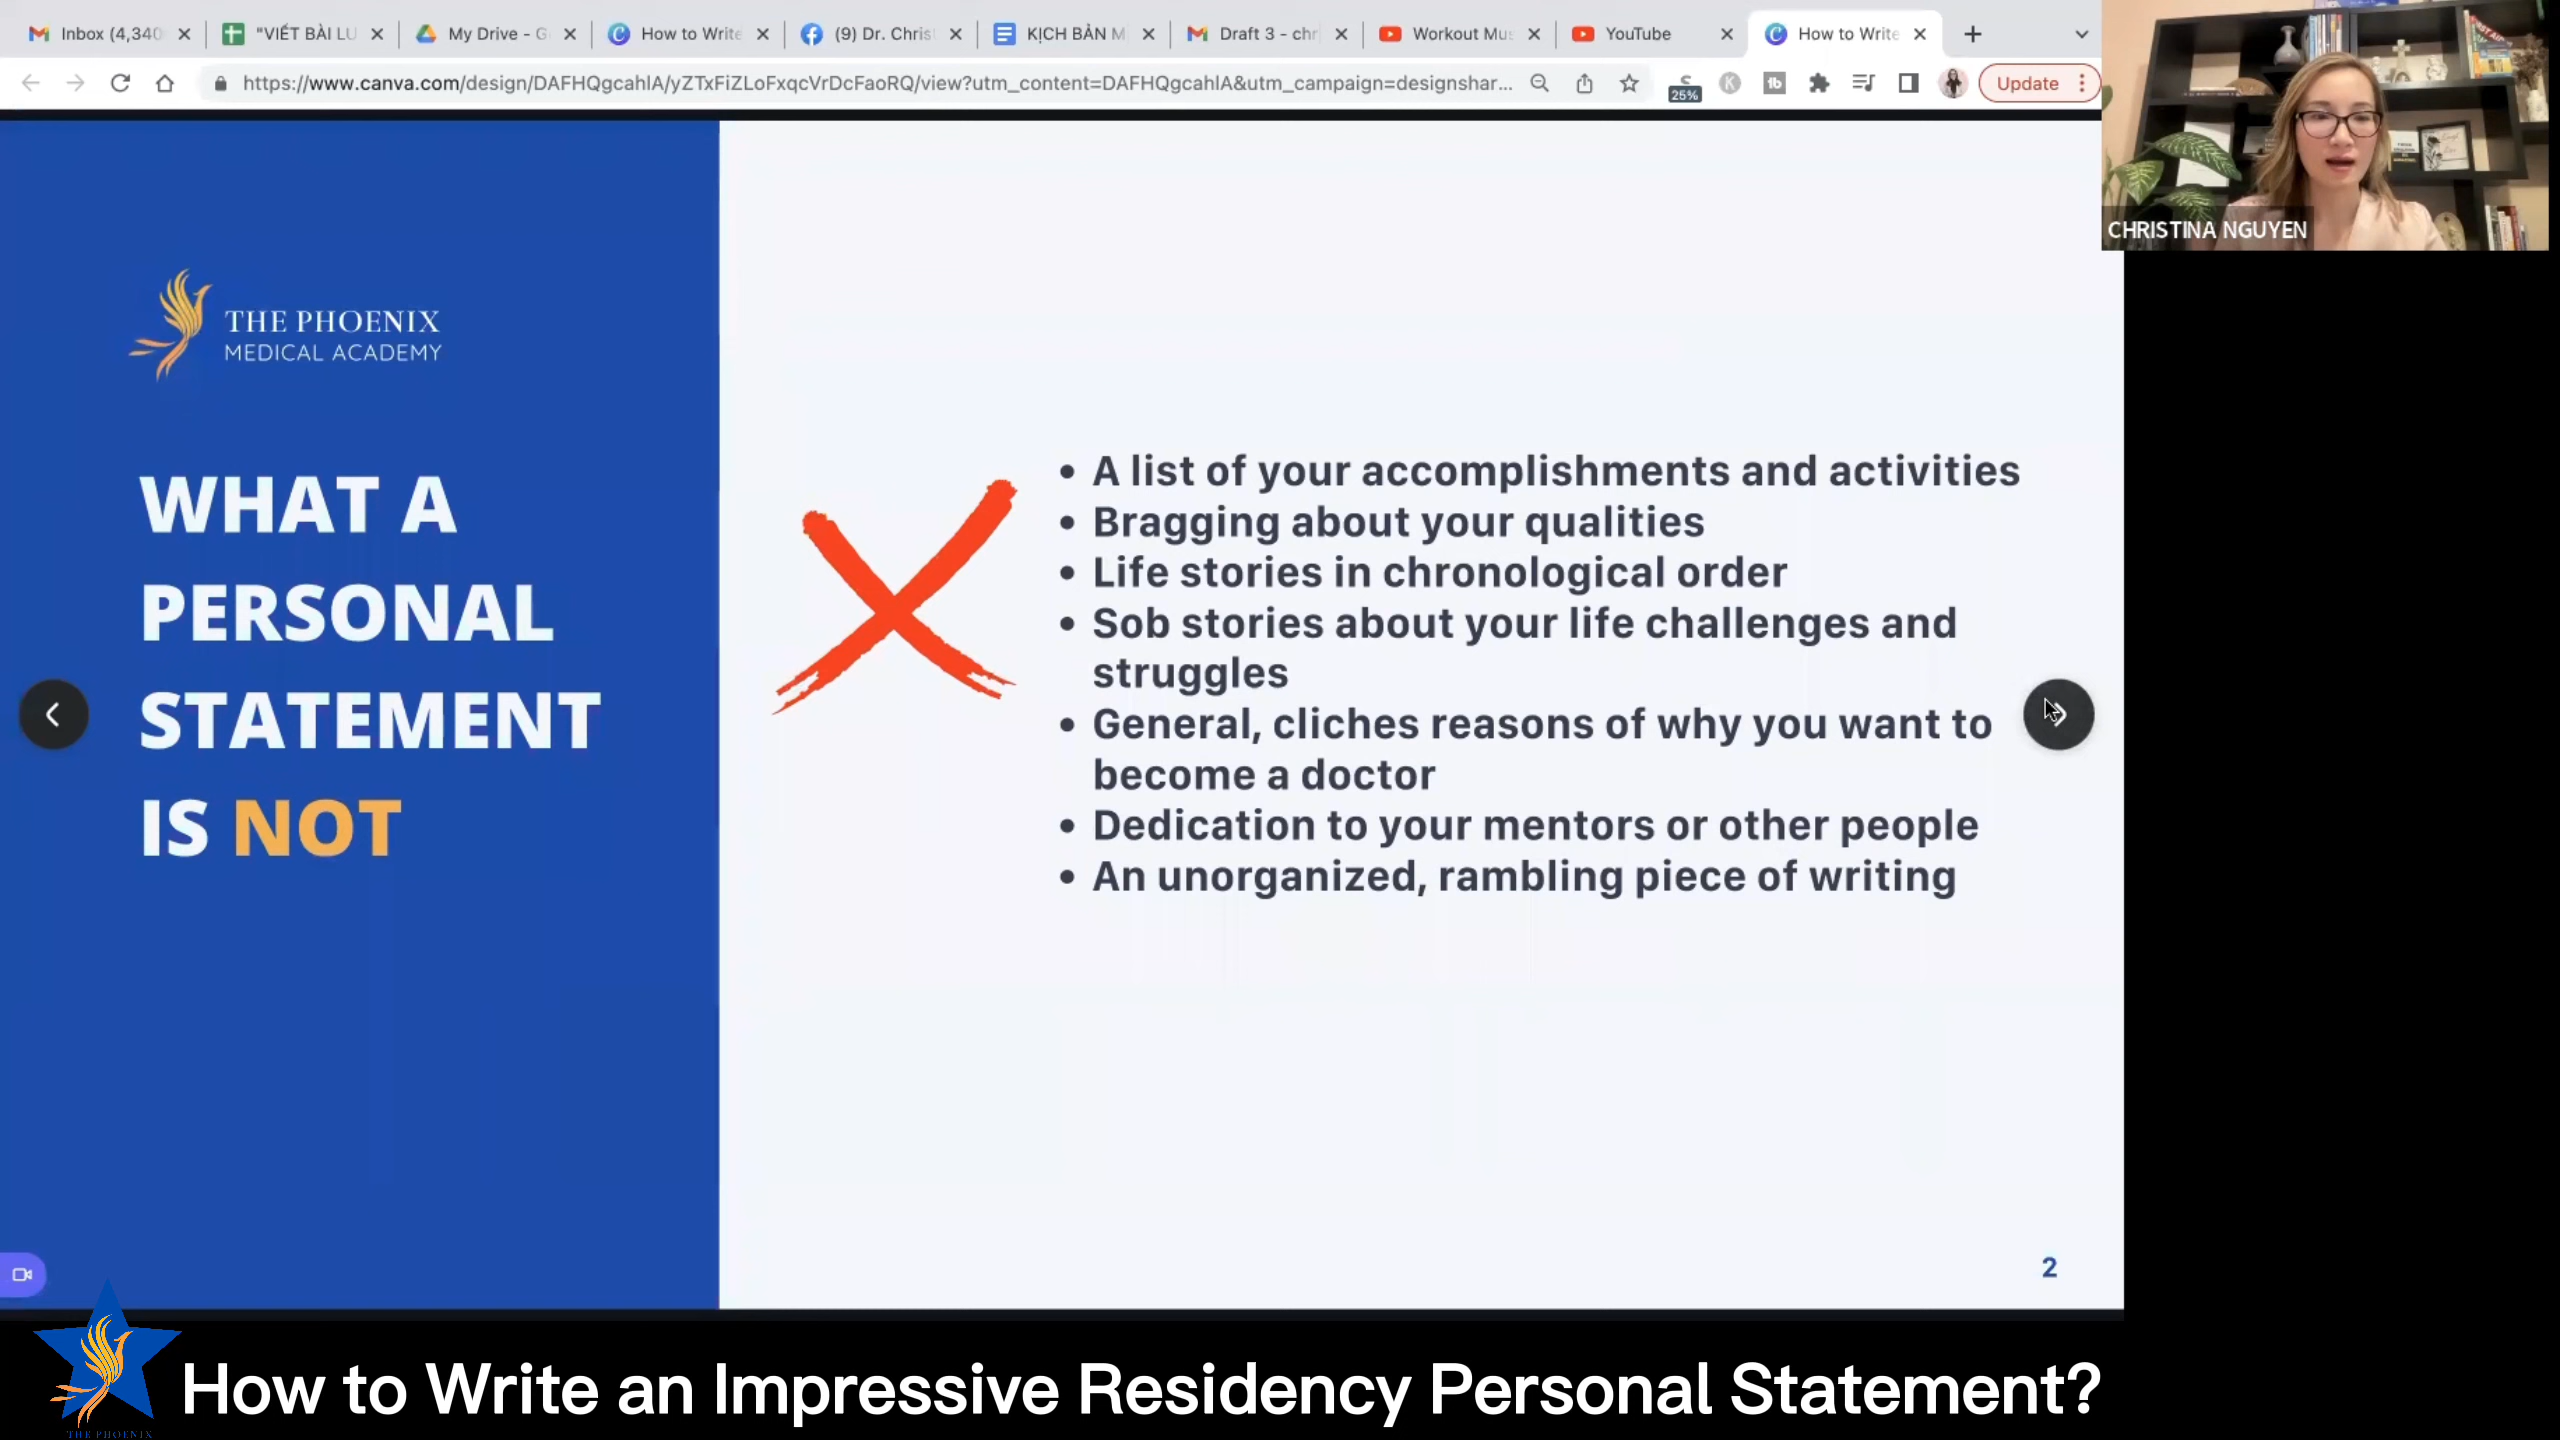 Inbox (4,340
"VIẾT BÀI LU
My Drive - G
How to Write
(9) Dr. Chris
KỊCH BẢN M
Draft 3 - chr
Workout Mus
YouTube
How to Write
https://www.canva.com/design/DAFHQgcahIA/yZTxFiZLoFxqcVrDcFaoRQ/view?utm_content=DAFHQgcahIA&utm_campaign=designshar...
25%
Update
CHRISTINA NGUYEN
THE PHOENIX
MEDICAL ACADEMY
WHAT A
PERSONAL
STATEMENT
IS NOT
• A list of your accomplishments and activities
• Bragging about your qualities
• Life stories in chronological order
• Sob stories about your life challenges and
struggles
• General, cliches reasons of why you want to
become a doctor
• Dedication to your mentors or other people
• An unorganized, rambling piece of writing
2
THE PHOENIX
How to Write an Impressive Residency Personal Statement?